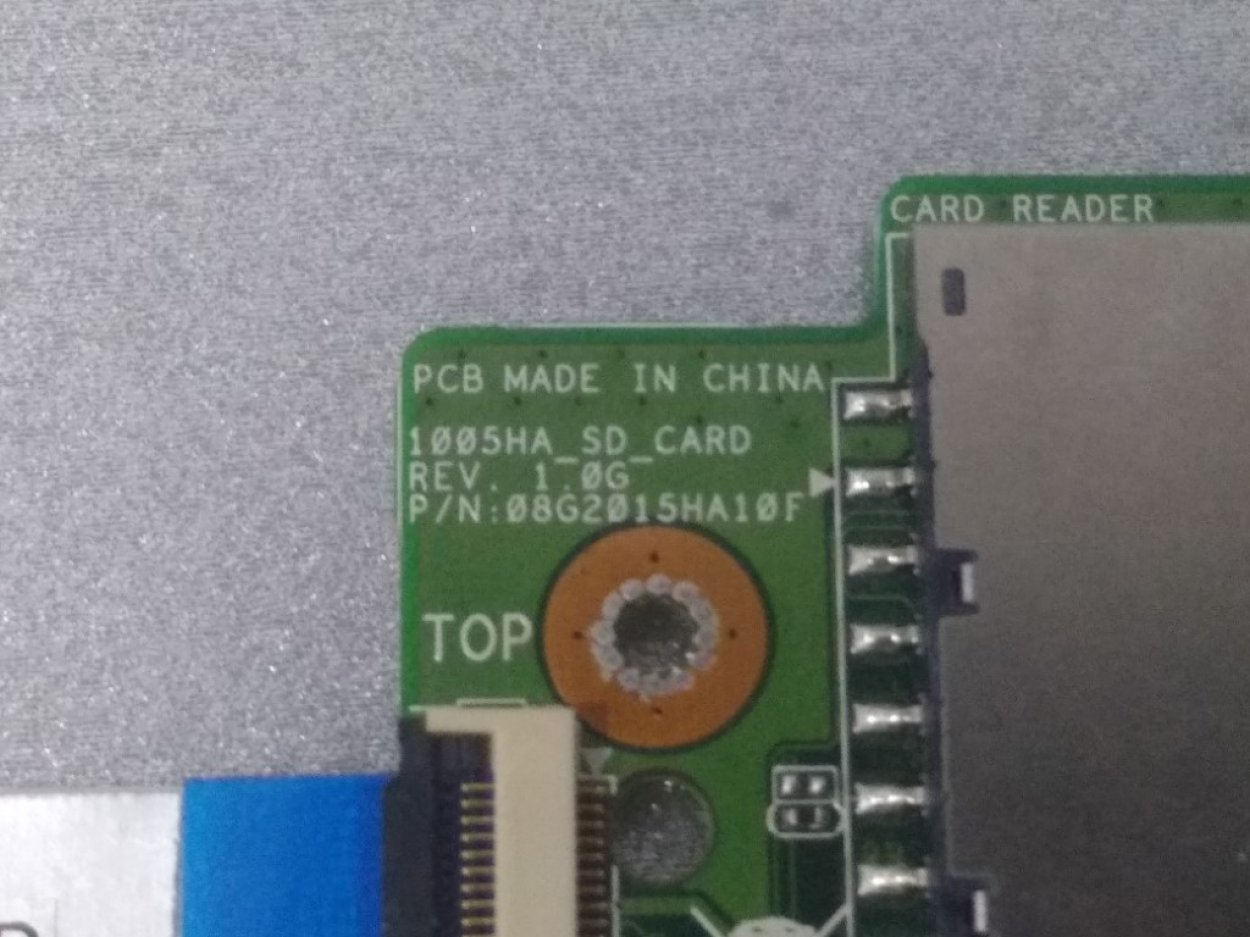 CARD READER
PCB MADE IN CHINA
1005HA_SD_CARD
REV. 1.0G
P/N:08G2015HA10F
TOP